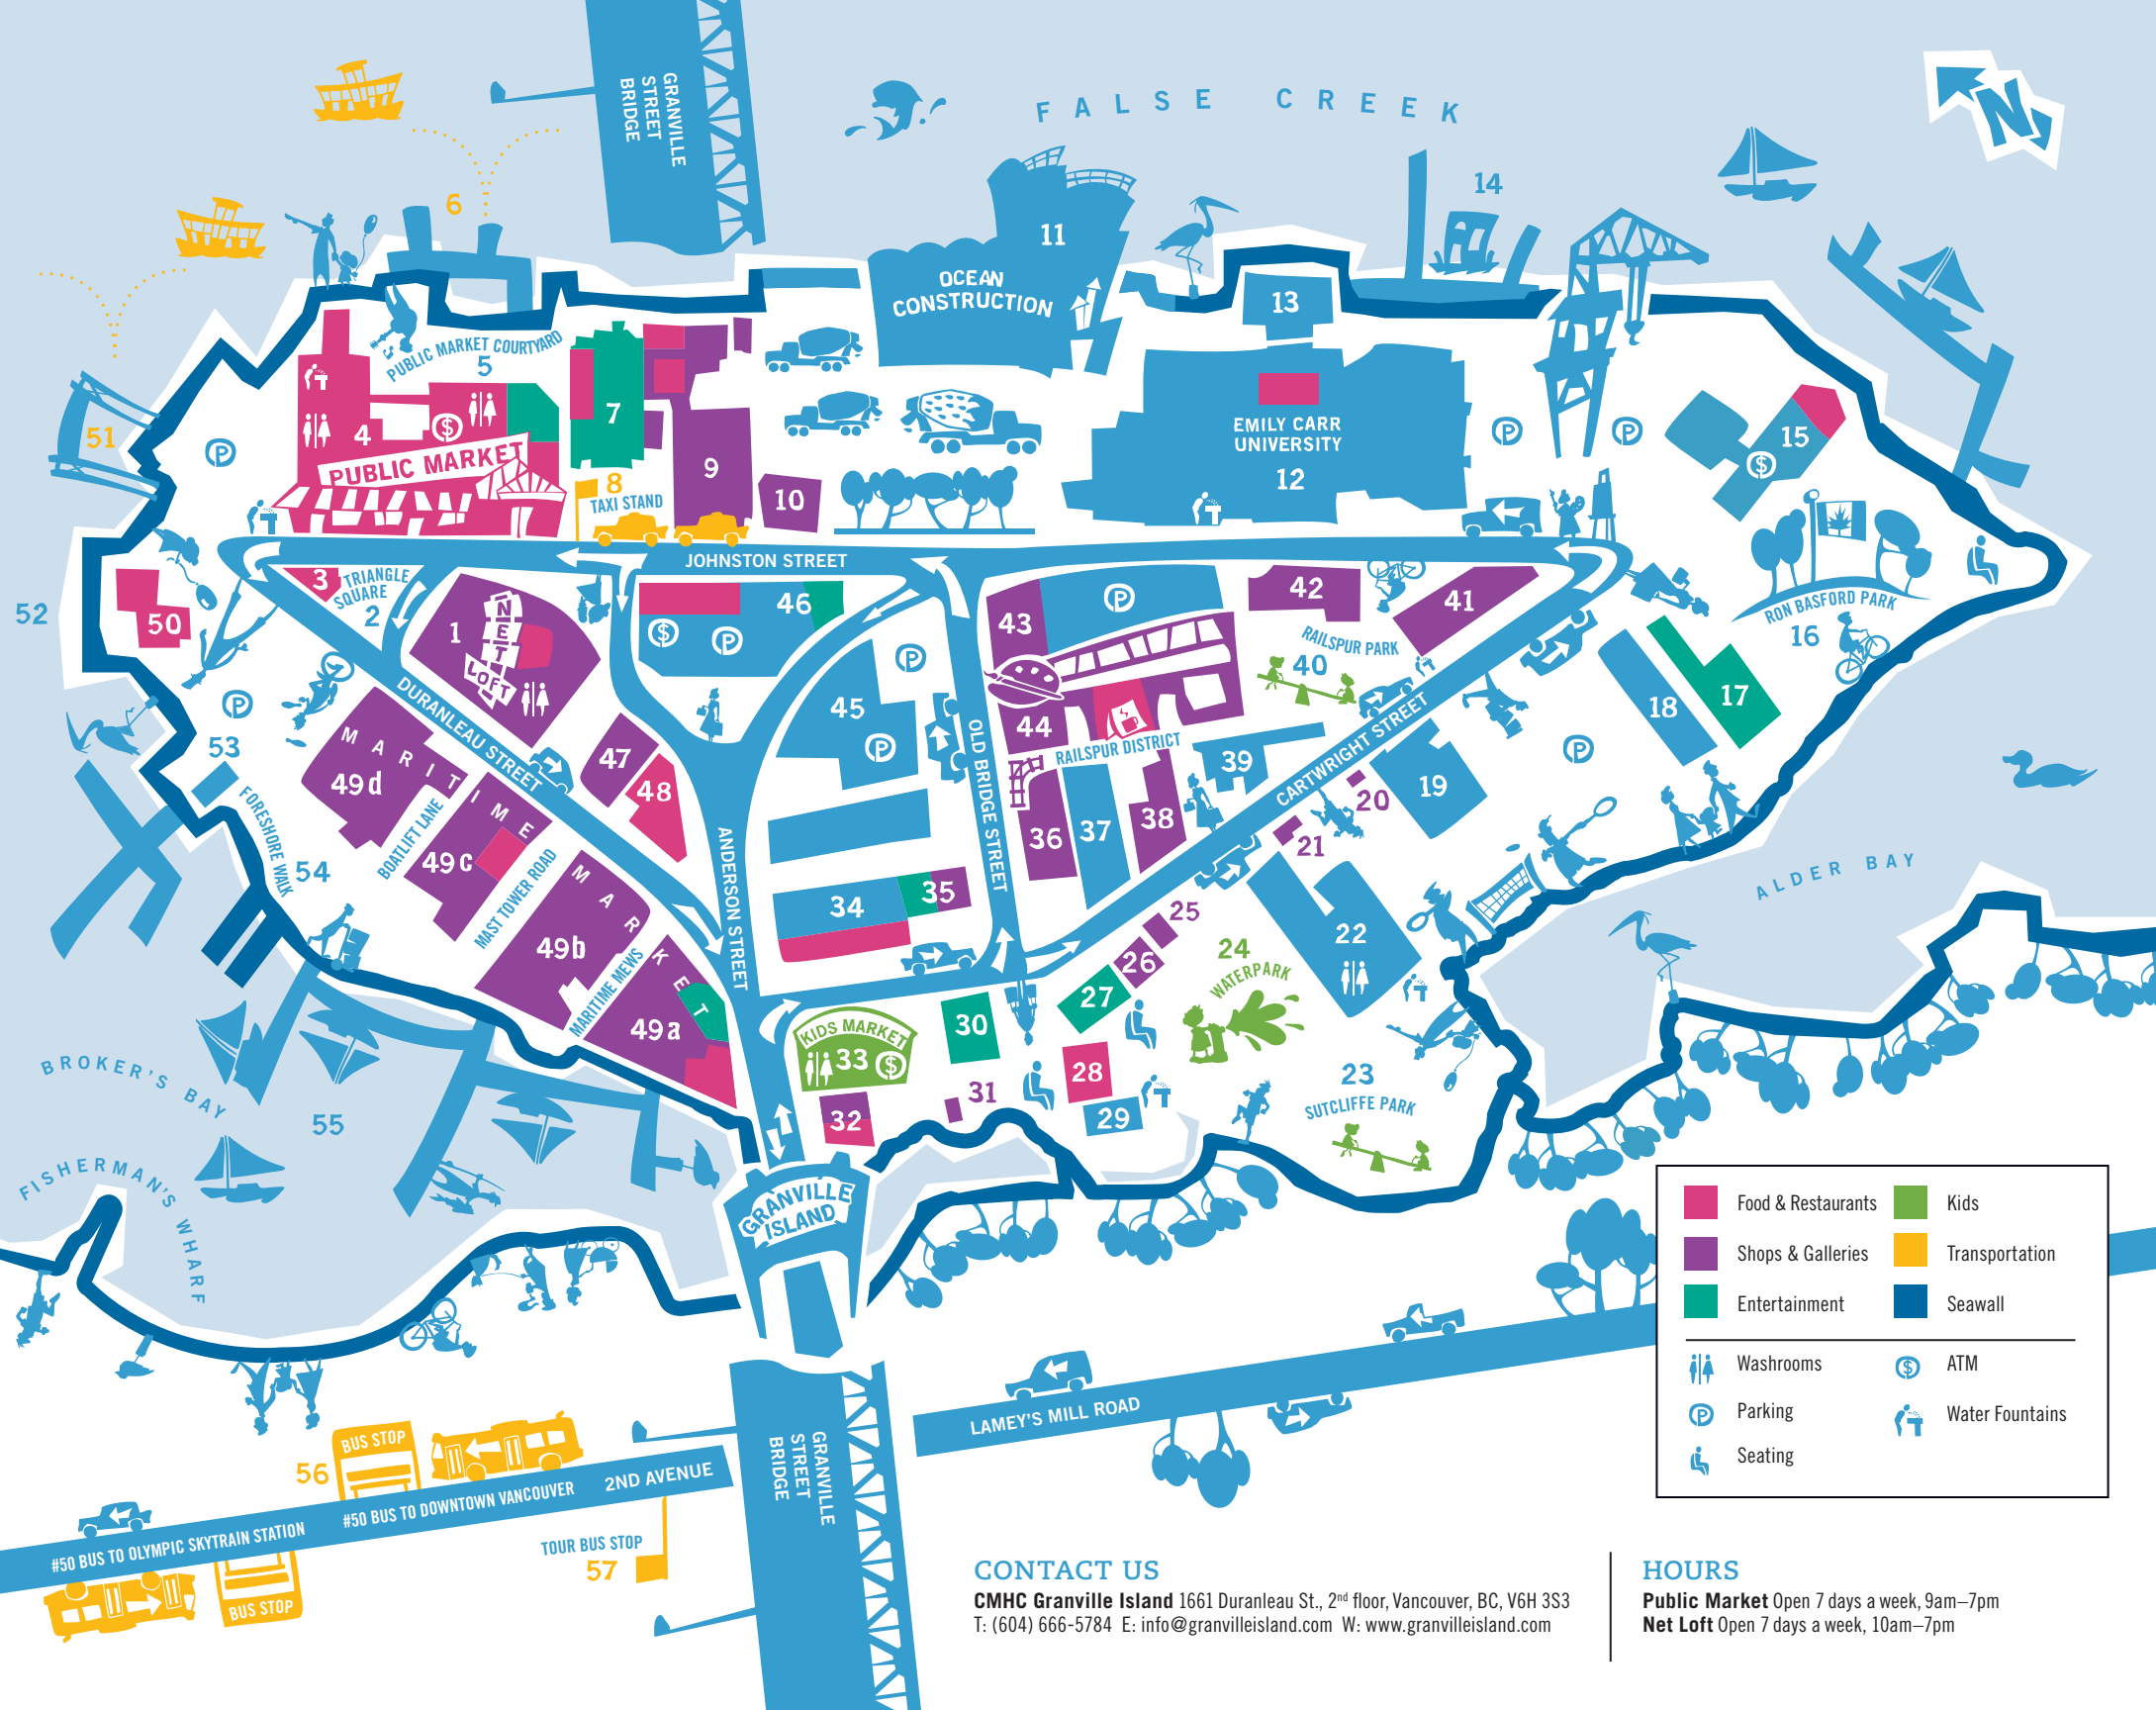 GRANVILLE
STREET
BRIDGE
FALSE CREEK
N
14
6
11
OCEAN
CONSTRUCTION
13
PUBLIC MARKET COURTYARD
5
51
4
$
PUBLIC MARKET
7
8
TAXI STAND
9
10
EMILY CARR
UNIVERSITY
12
P
P
P
15
$
JOHNSTON STREET
52
50
3
TRIANGLE
SQUARE
2
1
NET
LOFT
46
$
P
43
P
42
41
RAILSPUR PARK
40
RON BASFORD PARK
16
P
53
DURANLEAU STREET
MARITIME
49d
47
48
45
P
P
OLD BRIDGE STREET
44
RAILSPUR DISTRICT
39
CARTWRIGHT STREET
18
17
P
19
20
21
36
37
38
FORESHORE WALK
54
BOATLIFT LANE
49c
MAST TOWER ROAD
MARKET
49b
MARITIME MEWS
49a
ANDERSON STREET
34
35
25
26
24
WATERPARK
22
27
ALDER BAY
BROKER'S BAY
55
KIDS MARKET
33
$
30
28
29
31
32
23
SUTCLIFFE PARK
FISHERMAN'S WHARF
GRANVILLE
ISLAND
Food & Restaurants
Kids
Shops & Galleries
Transportation
Entertainment
Seawall
Washrooms
$ ATM
P Parking
Water Fountains
Seating
LAMEY'S MILL ROAD
BUS STOP
56
2ND AVENUE
#50 BUS TO DOWNTOWN VANCOUVER
#50 BUS TO OLYMPIC SKYTRAIN STATION
BUS STOP
TOUR BUS STOP
57
GRANVILLE
STREET
BRIDGE
CONTACT US
CMHC Granville Island 1661 Duranleau St., 2nd floor, Vancouver, BC, V6H 3S3
T: (604) 666-5784 E: info@granvilleisland.com W: www.granvilleisland.com
HOURS
Public Market Open 7 days a week, 9am–7pm
Net Loft Open 7 days a week, 10am–7pm